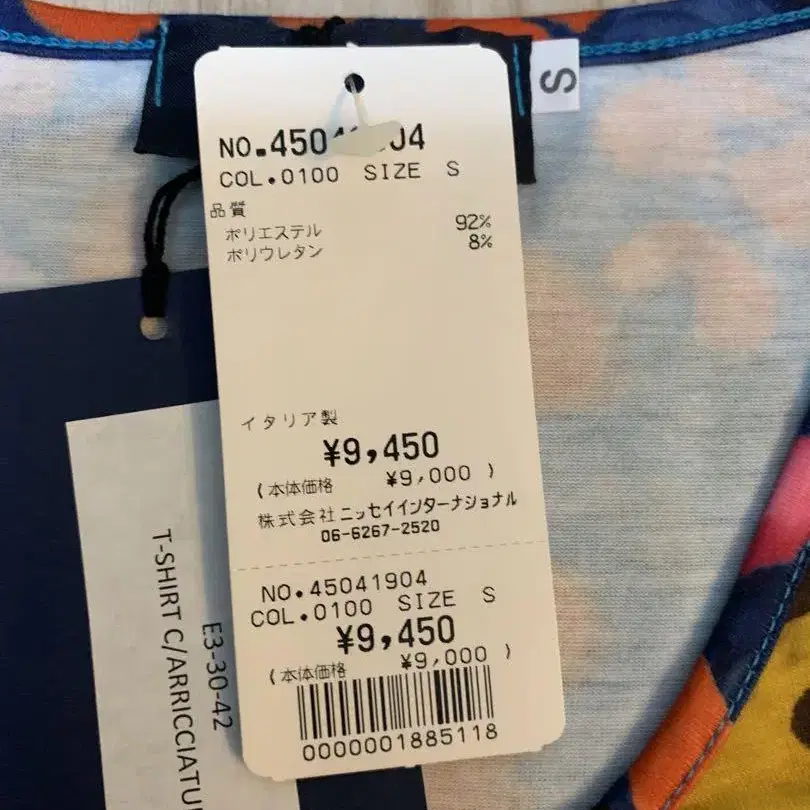 S
NO.45041904
COL.0100 SIZE S
品質
ポリエステル 92%
ポリウレタン 8%
イタリア製
¥9,450
(本体価格 ¥9,000 )
株式会社ニッセイインターナショナル
06-6267-2520
NO.45041904
COL.0100 SIZE S
¥9,450
(本体価格 ¥9,000 )
0000001885118
E3-30-42
T-SHIRT